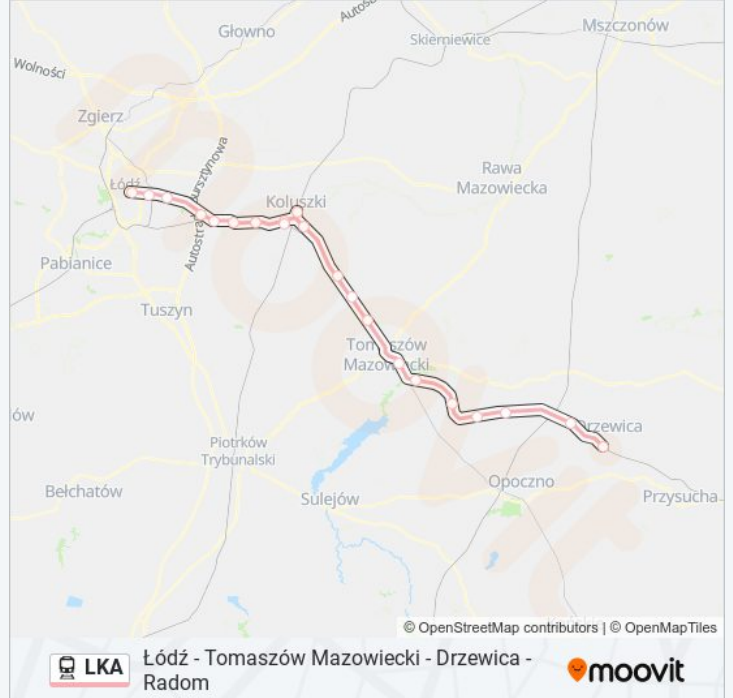 Głowno
Autos
Skierniewice
Mszczonów
Wolności
Zgierz
Łódź
Autostrada Bursztynowa
Rawa
Mazowiecka
Koluszki
Pabianice
Tuszyn
Tomaszów
Mazowiecki
ów
Piotrków
Trybunalski
Drzewica
Bełchatów
Sulejów
Opoczno
Przysucha
© OpenStreetMap contributors | © OpenMapTiles
LKA
Łódź - Tomaszów Mazowiecki - Drzewica -
Radom
moovit